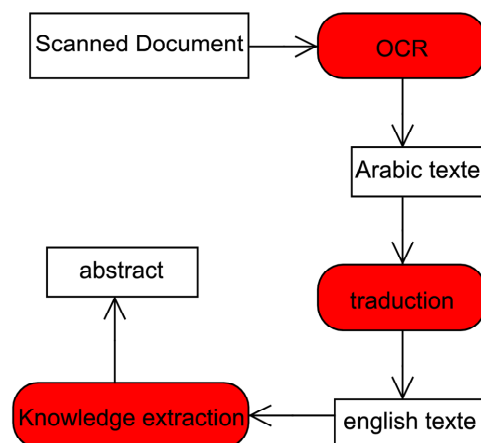 Scanned Document
OCR
Arabic texte
traduction
english texte
Knowledge extraction
abstract